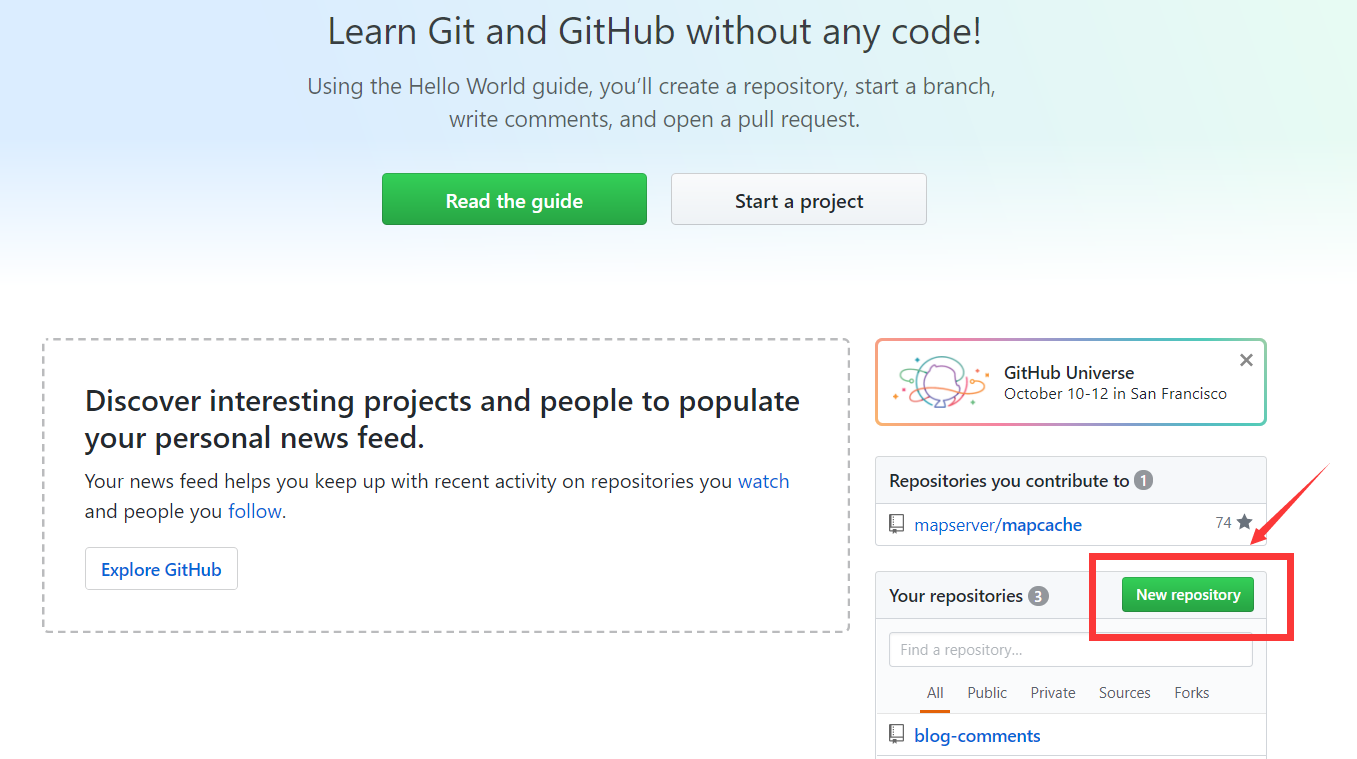 Learn Git and GitHub without any code!
Using the Hello World guide, you’ll create a repository, start a branch,
write comments, and open a pull request.
Read the guide
Start a project
Discover interesting projects and people to populate
your personal news feed.
Your news feed helps you keep up with recent activity on repositories you watch
and people you follow.
Explore GitHub
GitHub Universe
October 10-12 in San Francisco
Repositories you contribute to 1
mapserver/mapcache 74
Your repositories 3
New repository
Find a repository...
All Public Private Sources Forks
blog-comments